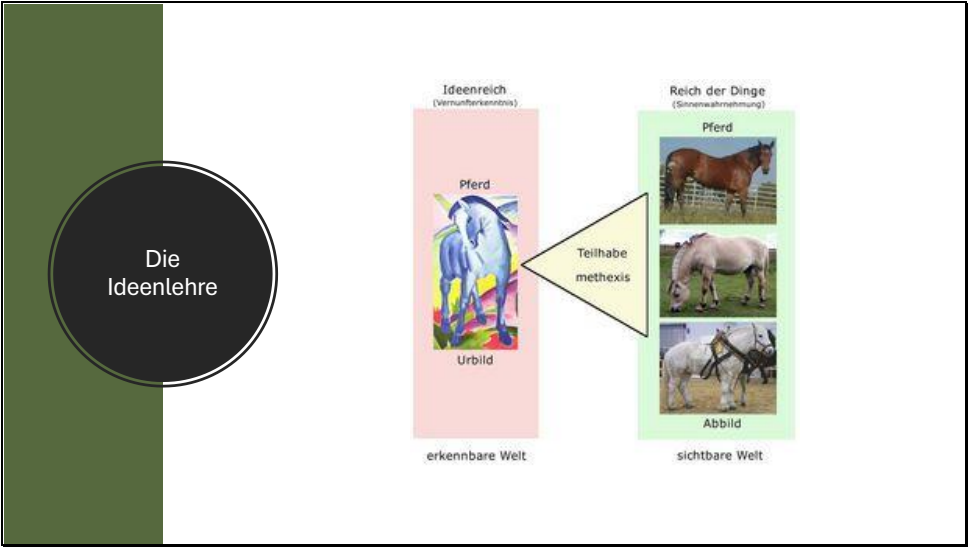 Die
Ideenlehre
Ideenreich
(Vernunfterkenntnis)
Pferd
Urbild
erkennbare Welt
Teilhabe
methexis
Reich der Dinge
(Sinnenwahrnehmung)
Pferd
Abbild
sichtbare Welt